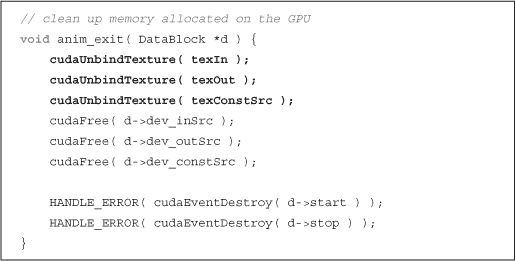 // clean up memory allocated on the GPU
void anim_exit( DataBlock *d ) {
    cudaUnbindTexture( texIn );
    cudaUnbindTexture( texOut );
    cudaUnbindTexture( texConstSrc );
    cudaFree( d->dev_inSrc );
    cudaFree( d->dev_outSrc );
    cudaFree( d->dev_constSrc );

    HANDLE_ERROR( cudaEventDestroy( d->start ) );
    HANDLE_ERROR( cudaEventDestroy( d->stop ) );
}